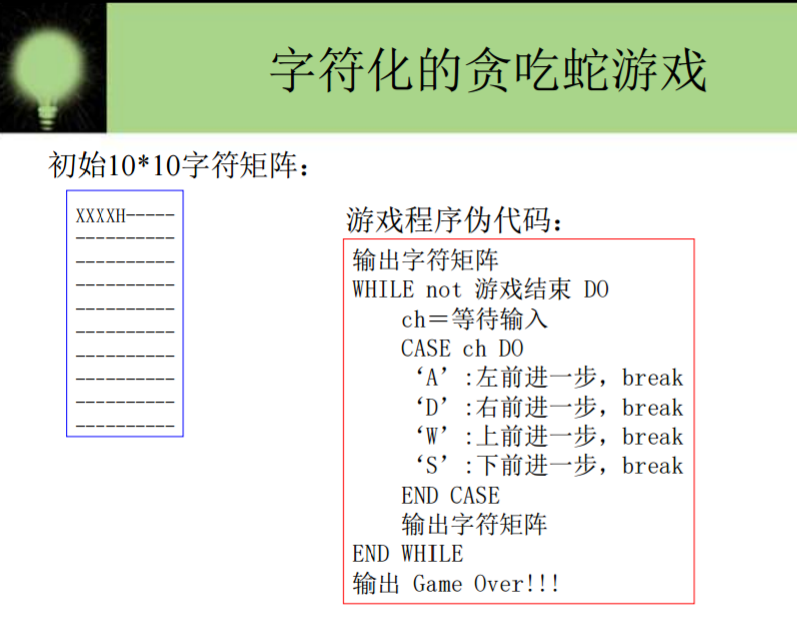 字符化的贪吃蛇游戏
初始10*10字符矩阵：
XXXXH-----
----------
----------
----------
----------
----------
----------
----------
----------
----------
游戏程序伪代码：
输出字符矩阵
WHILE not 游戏结束 DO
    ch＝等待输入
    CASE ch DO
     ‘A’:左前进一步，break
     ‘D’:右前进一步，break
     ‘W’:上前进一步，break
     ‘S’:下前进一步，break
    END CASE
    输出字符矩阵
END WHILE
输出 Game Over!!!